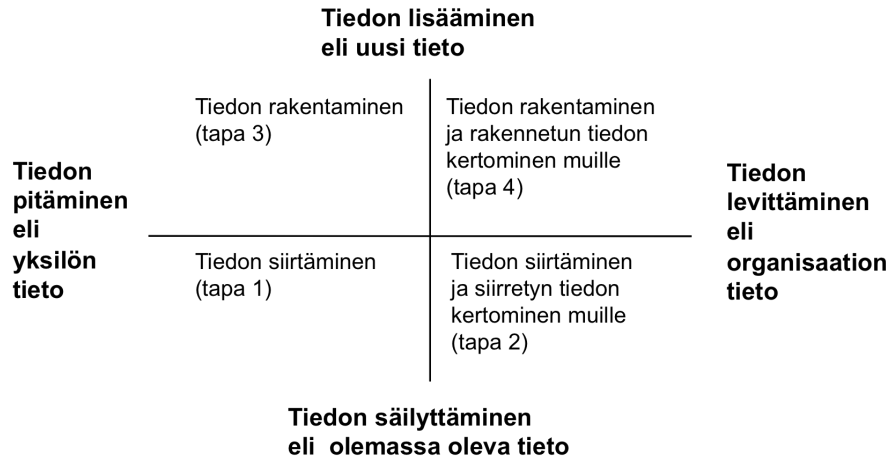 Tiedon lisääminen
eli uusi tieto
Tiedon rakentaminen
(tapa 3)
Tiedon rakentaminen
ja rakennetun tiedon
kertominen muille
(tapa 4)
Tiedon
pitäminen
eli
yksilön
tieto
Tiedon
levittäminen
eli
organisaation
tieto
Tiedon siirtäminen
(tapa 1)
Tiedon siirtäminen
ja siirretyn tiedon
kertominen muille
(tapa 2)
Tiedon säilyttäminen
eli olemassa oleva tieto